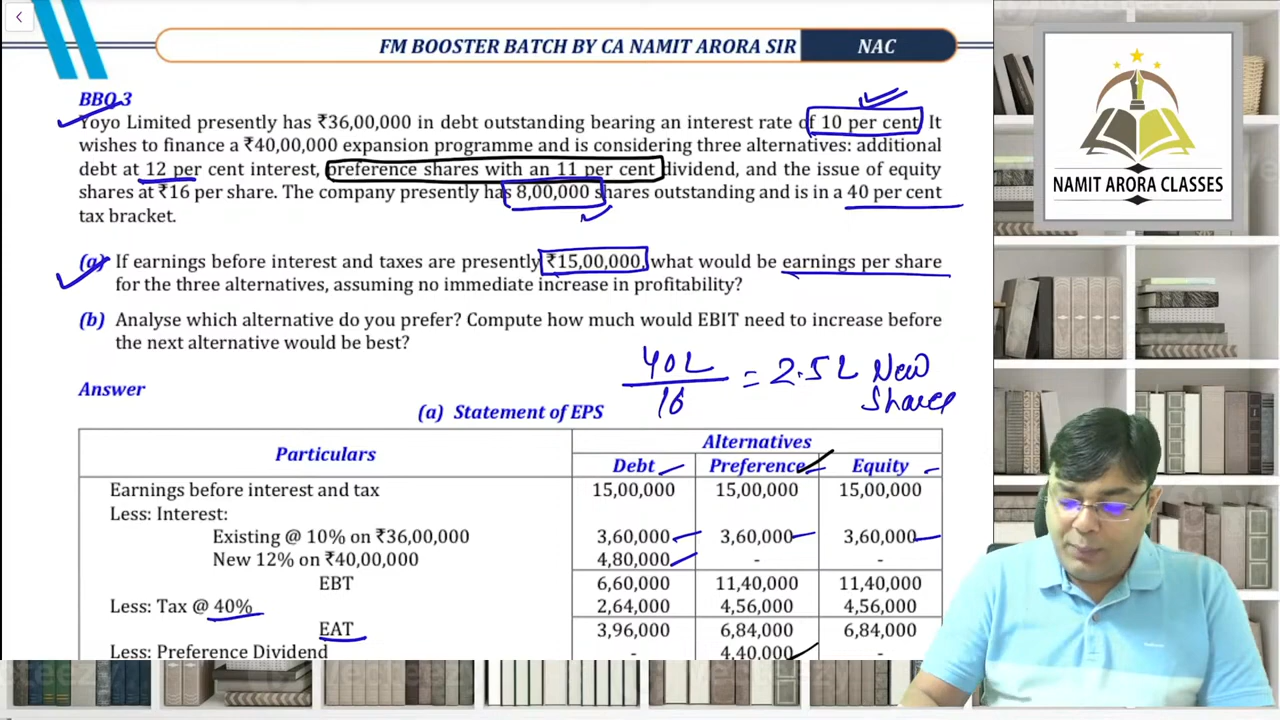 FM BOOSTER BATCH BY CA NAMIT ARORA SIR NAC
BBQ 3
Yoyo Limited presently has ₹36,00,000 in debt outstanding bearing an interest rate of 10 per cent. It
wishes to finance a ₹40,00,000 expansion programme and is considering three alternatives: additional
debt at 12 per cent interest, preference shares with an 11 per cent dividend, and the issue of equity
shares at ₹16 per share. The company presently has 8,00,000 shares outstanding and is in a 40 per cent
tax bracket.
(a) If earnings before interest and taxes are presently ₹15,00,000, what would be earnings per share
for the three alternatives, assuming no immediate increase in profitability?
(b) Analyse which alternative do you prefer? Compute how much would EBIT need to increase before
the next alternative would be best?
40L
16
= 2.5L New
Shares
Answer
(a) Statement of EPS
Particulars Alternatives
Debt Preference Equity
Earnings before interest and tax 15,00,000 15,00,000 15,00,000
Less: Interest:
Existing @ 10% on ₹36,00,000 3,60,000 3,60,000 3,60,000
New 12% on ₹40,00,000 4,80,000 - -
EBT 6,60,000 11,40,000 11,40,000
Less: Tax @ 40% 2,64,000 4,56,000 4,56,000
EAT 3,96,000 6,84,000 6,84,000
Less: Preference Dividend - 4,40,000 -
NAMIT ARORA CLASSES